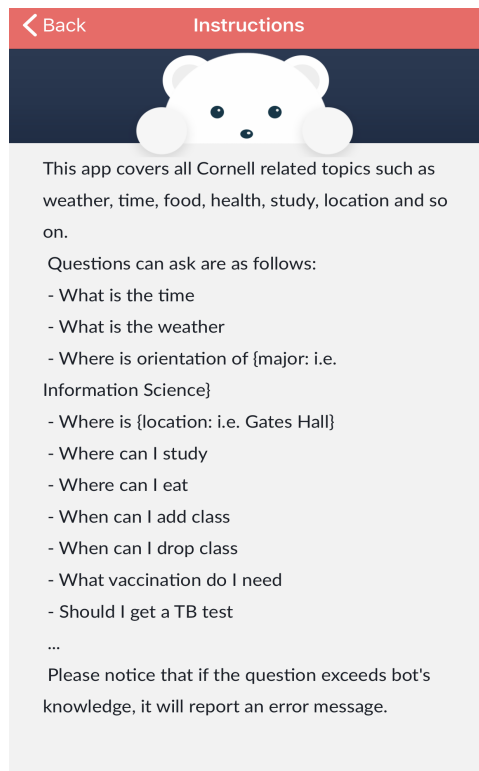 Back Instructions
This app covers all Cornell related topics such as
weather, time, food, health, study, location and so
on.
Questions can ask are as follows:
- What is the time
- What is the weather
- Where is orientation of {major: i.e.
Information Science}
- Where is {location: i.e. Gates Hall}
- Where can I study
- Where can I eat
- When can I add class
- When can I drop class
- What vaccination do I need
- Should I get a TB test
...
Please notice that if the question exceeds bot's
knowledge, it will report an error message.